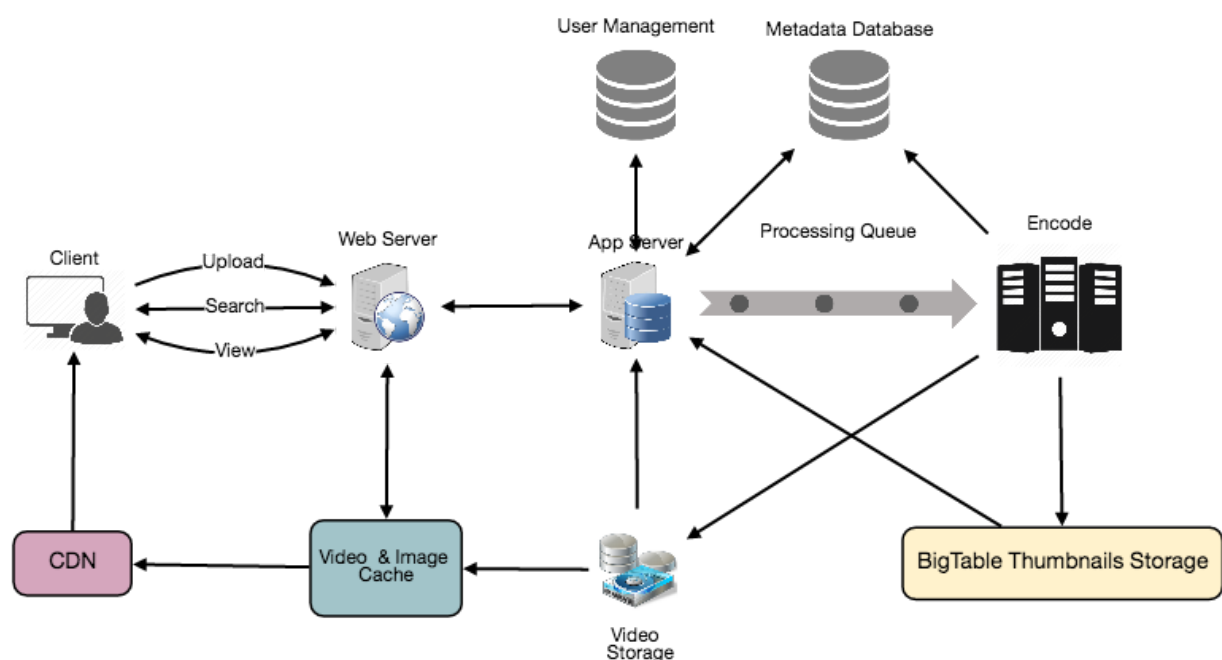 User Management
Metadata Database
Client
Web Server
App Server
Processing Queue
Encode
Upload
Search
View
CDN
Video & Image
Cache
BigTable Thumbnails Storage
Video
Storage